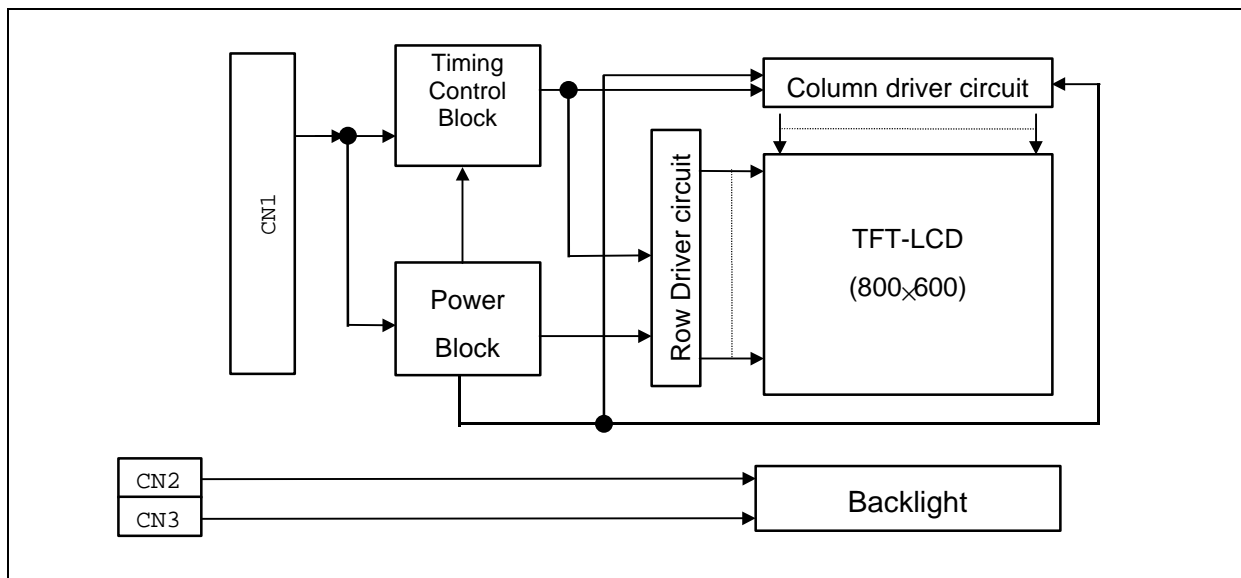 CN1
Timing
Control
Block
Power
Block
Row Driver circuit
Column driver circuit
TFT-LCD
(800×600)
CN2
CN3
Backlight